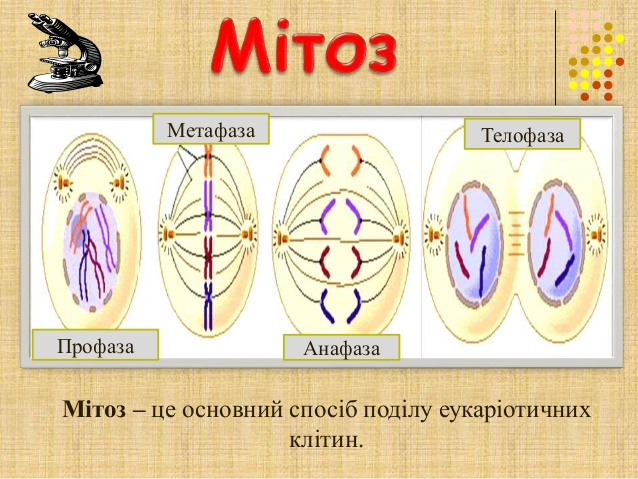 Мітоз
Метафаза
Телофаза
Профаза
Анафаза
Мітоз – це основний спосіб поділу еукаріотичних
клітин.